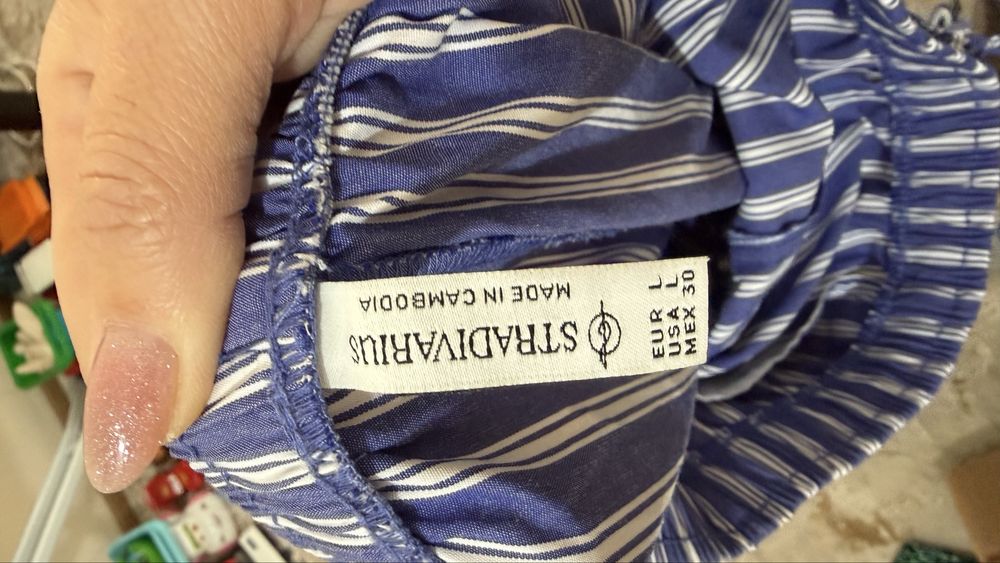 STRADIVARIUS
MADE IN CAMBODIA
EUR L
USA L
MEX 30